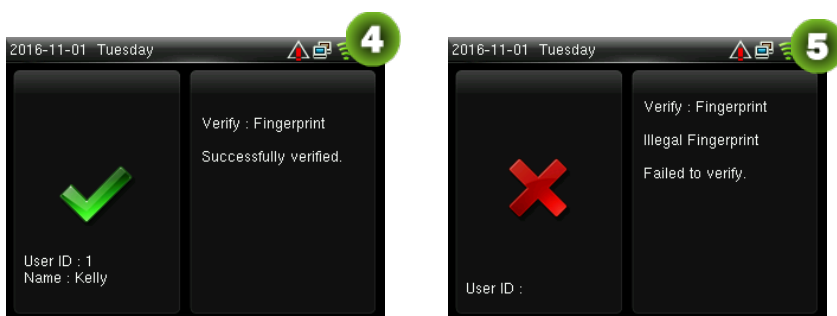 4
2016-11-01 Tuesday
Verify : Fingerprint
Successfully verified.
User ID : 1
Name : Kelly
5
2016-11-01 Tuesday
Verify : Fingerprint
Illegal Fingerprint
Failed to verify.
User ID :